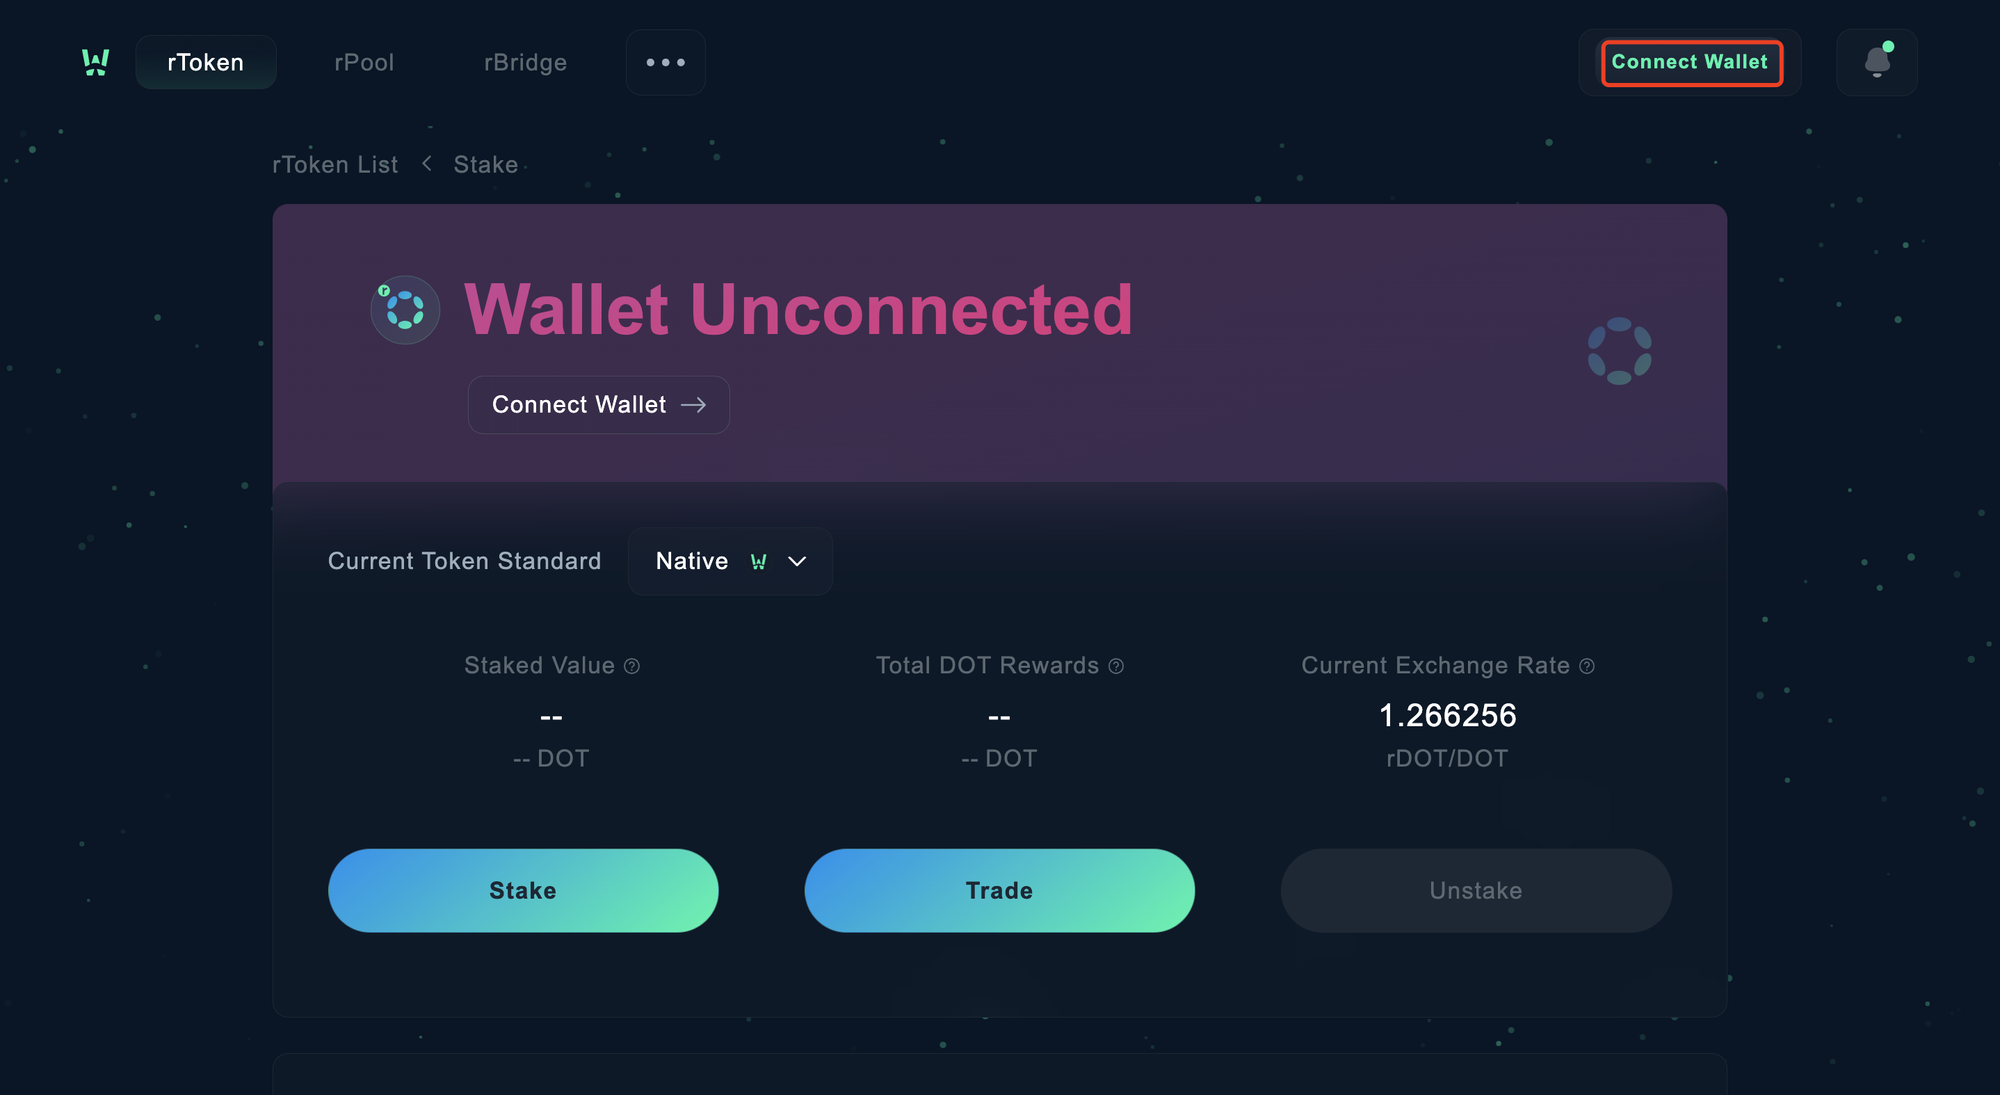 rToken
rPool
rBridge
Connect Wallet
rToken List < Stake
r
Wallet Unconnected
Connect Wallet →
Current Token Standard
Native
Staked Value ?
--
-- DOT
Total DOT Rewards ?
--
-- DOT
Current Exchange Rate ?
1.266256
rDOT/DOT
Stake
Trade
Unstake